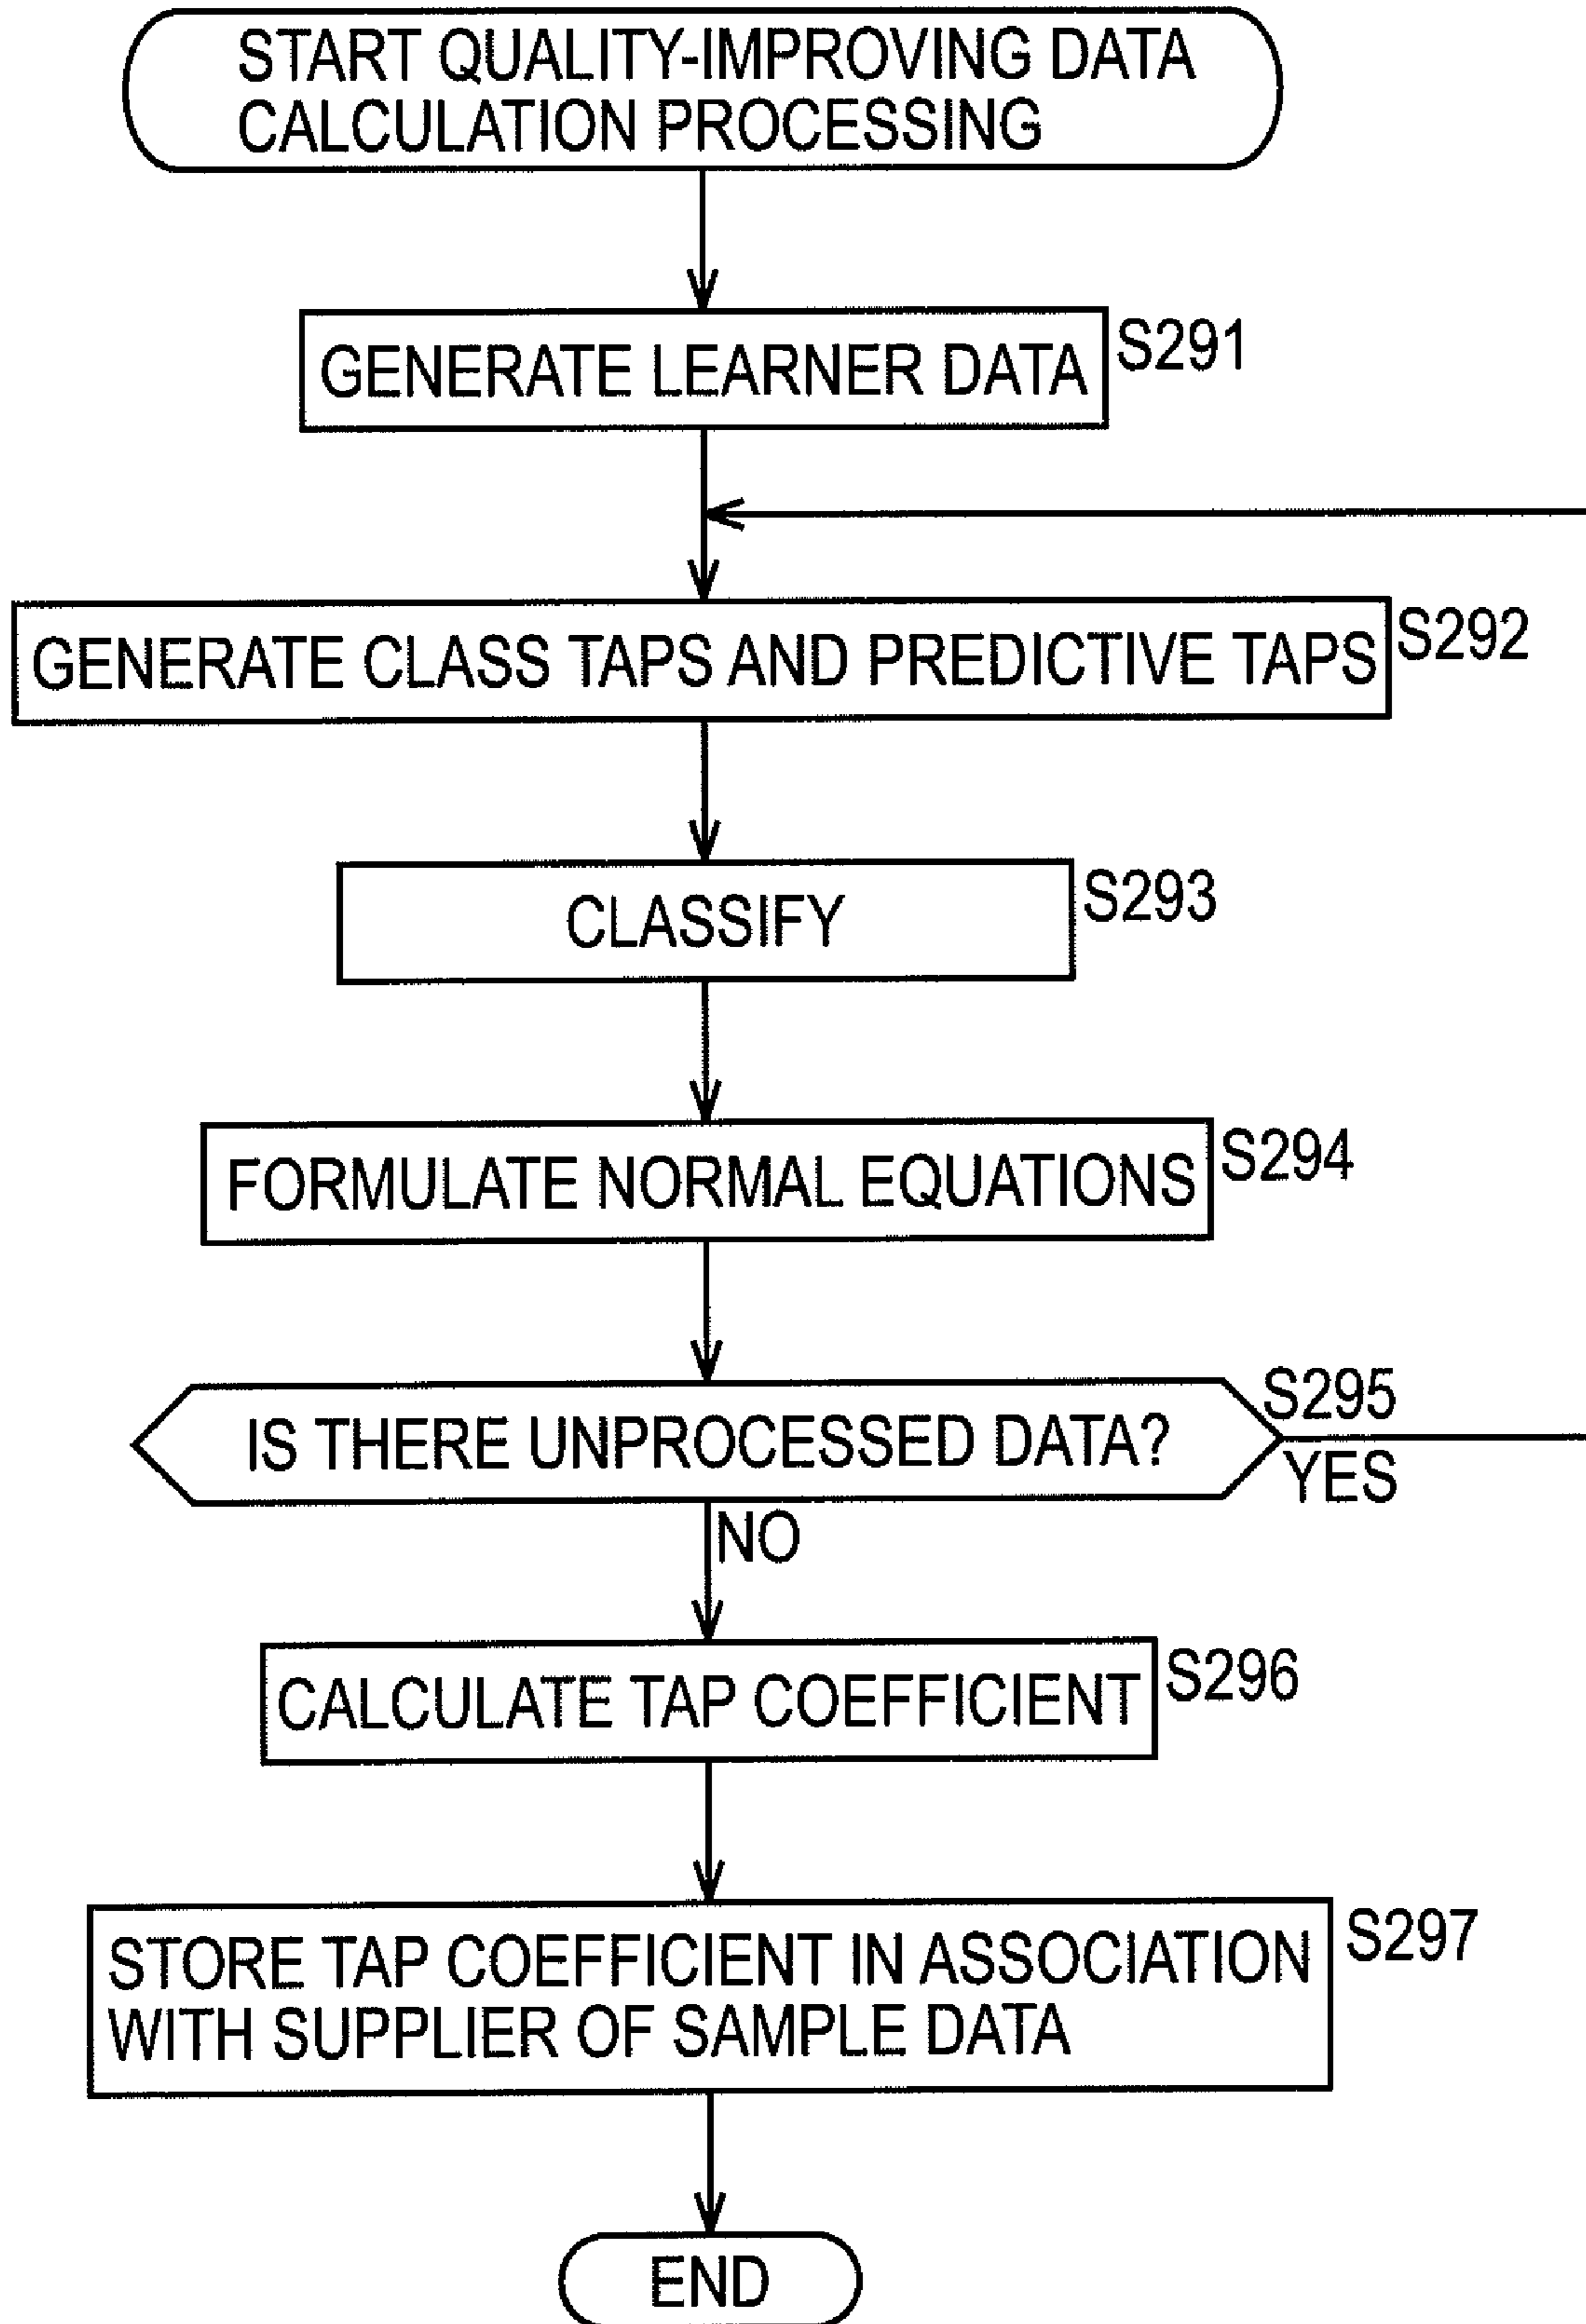 START QUALITY-IMPROVING DATA
CALCULATION PROCESSING
GENERATE LEARNER DATA
S291
GENERATE CLASS TAPS AND PREDICTIVE TAPS
S292
CLASSIFY
S293
FORMULATE NORMAL EQUATIONS
S294
IS THERE UNPROCESSED DATA?
S295
YES
NO
CALCULATE TAP COEFFICIENT
S296
STORE TAP COEFFICIENT IN ASSOCIATION
WITH SUPPLIER OF SAMPLE DATA
S297
END